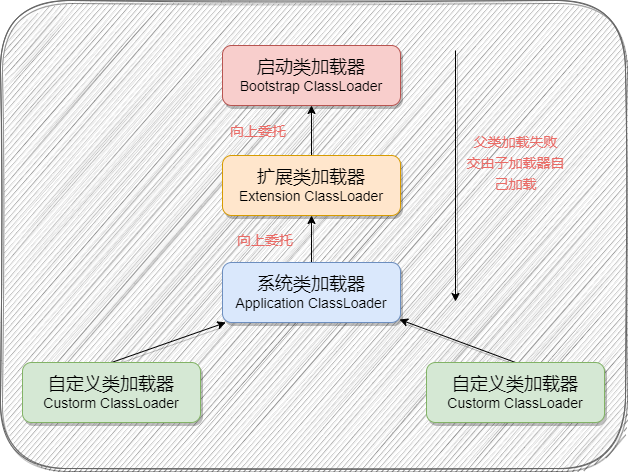 启动类加载器
Bootstrap ClassLoader
向上委托
父类加载失败
交由子加载器自
己加载
扩展类加载器
Extension ClassLoader
向上委托
系统类加载器
Application ClassLoader
自定义类加载器
Custorm ClassLoader
自定义类加载器
Custorm ClassLoader